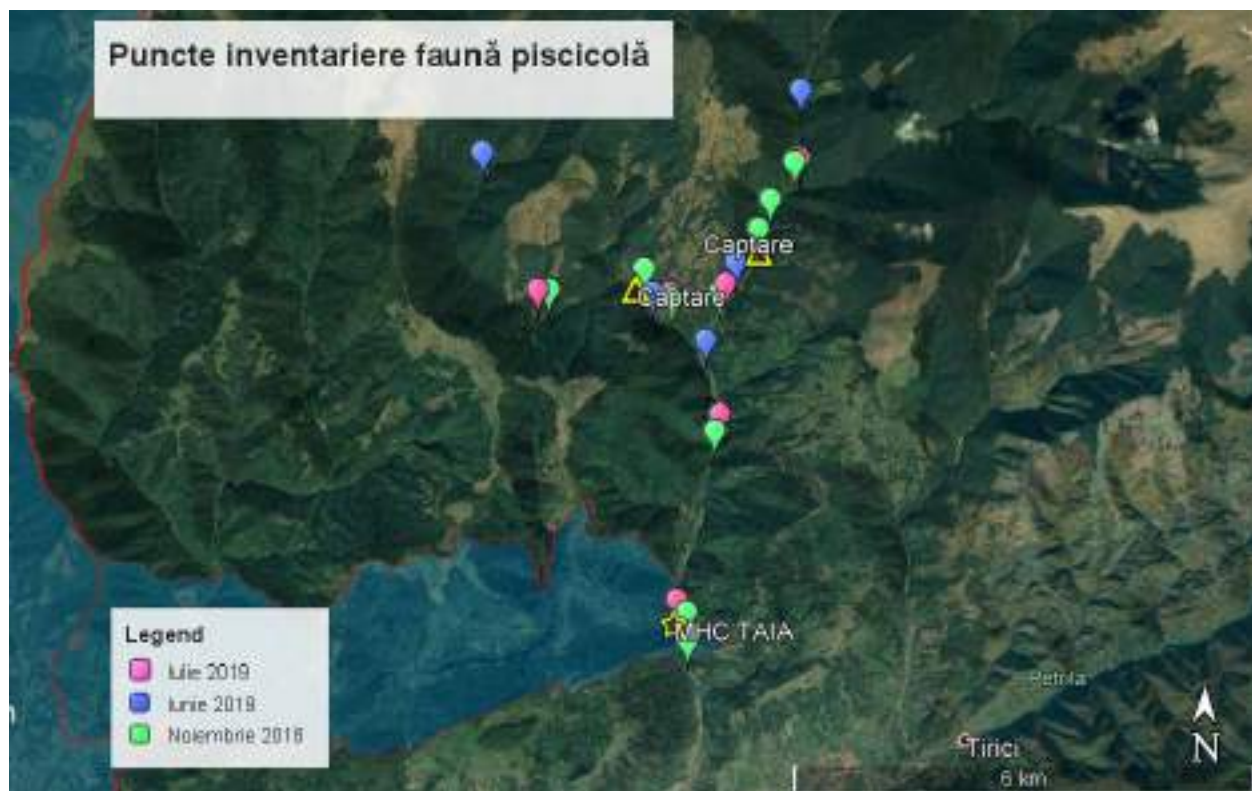 Puncte inventariere faună piscicolă
Captare
Captare
MHC TAIA
Legend
Iulie 2019
Iunie 2019
Noiembrie 2018
Petrila
Tirici
6 km
N